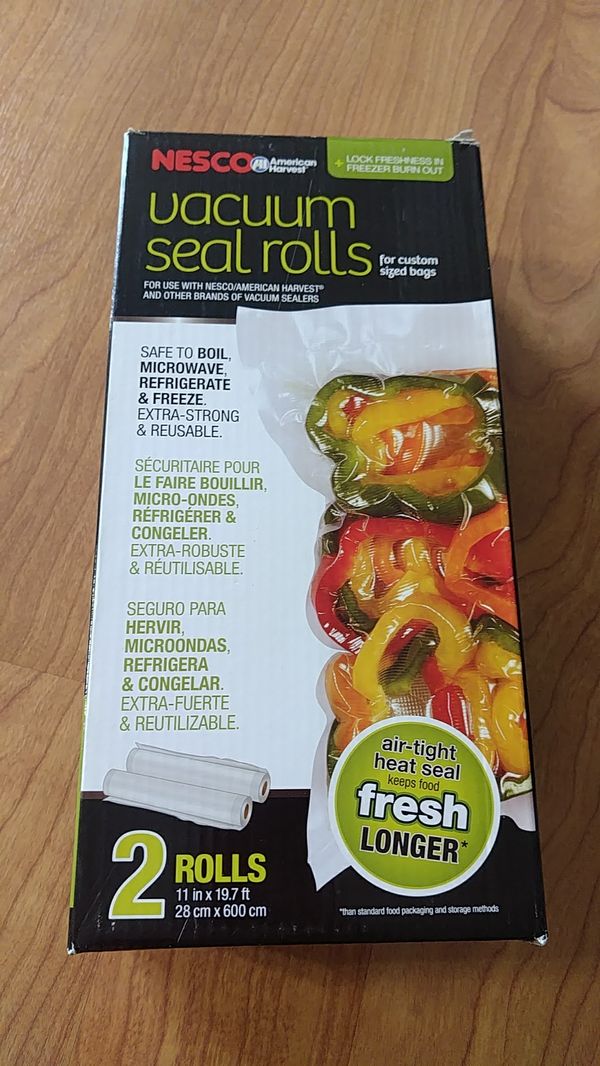 NESCO American Harvest
+ LOCK FRESHNESS IN
FREEZER BURN OUT
vacuum
seal rolls
for custom
sized bags
FOR USE WITH NESCO/AMERICAN HARVEST®
AND OTHER BRANDS OF VACUUM SEALERS
SAFE TO BOIL,
MICROWAVE,
REFRIGERATE
& FREEZE.
EXTRA-STRONG
& REUSABLE.
SÉCURITAIRE POUR
LE FAIRE BOUILLIR,
MICRO-ONDES,
RÉFRIGÉRER &
CONGELER.
EXTRA-ROBUSTE
& RÉUTILISABLE.
SEGURO PARA
HERVIR,
MICROONDAS,
REFRIGERA
& CONGELAR.
EXTRA-FUERTE
& REUTILIZABLE.
air-tight
heat seal
keeps food
fresh
LONGER*
2 ROLLS
11 in x 19.7 ft
28 cm x 600 cm
*than standard food packaging and storage methods